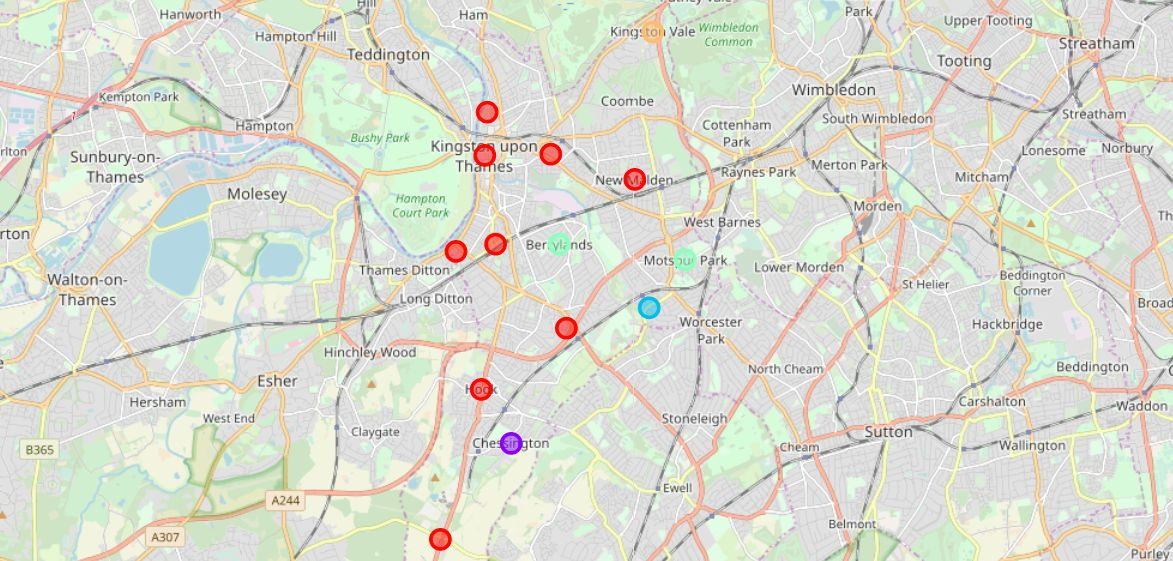 Hanworth
Hill
Ham
Putney Vale
Park
Upper Tooting
Hampton Hill
Kingston Vale
Wimbledon
Common
Streatham
Teddington
Tooting
Kempton Park
Coombe
Wimbledon
Hampton
Bushy Park
Cottenham
Park
South Wimbledon
Streatham
Kingston upon
Thames
Lonesome
Norbury
Sunbury-on-
Thames
Raynes Park
Merton Park
Mitcham
Molesey
New Malden
Hampton
Court Park
Morden
West Barnes
Berrylands
Thames Ditton
Motspur Park
Lower Morden
Walton-on-
Thames
St Helier
Beddington
Corner
Long Ditton
Worcester
Park
Hackbridge
Hinchley Wood
North Cheam
Beddington
Esher
Hook
Hersham
Carshalton
Waddon
West End
Claygate
Stoneleigh
Sutton
B365
Chessington
Cheam
Wallington
Ewell
A244
Belmont
A307
Purley